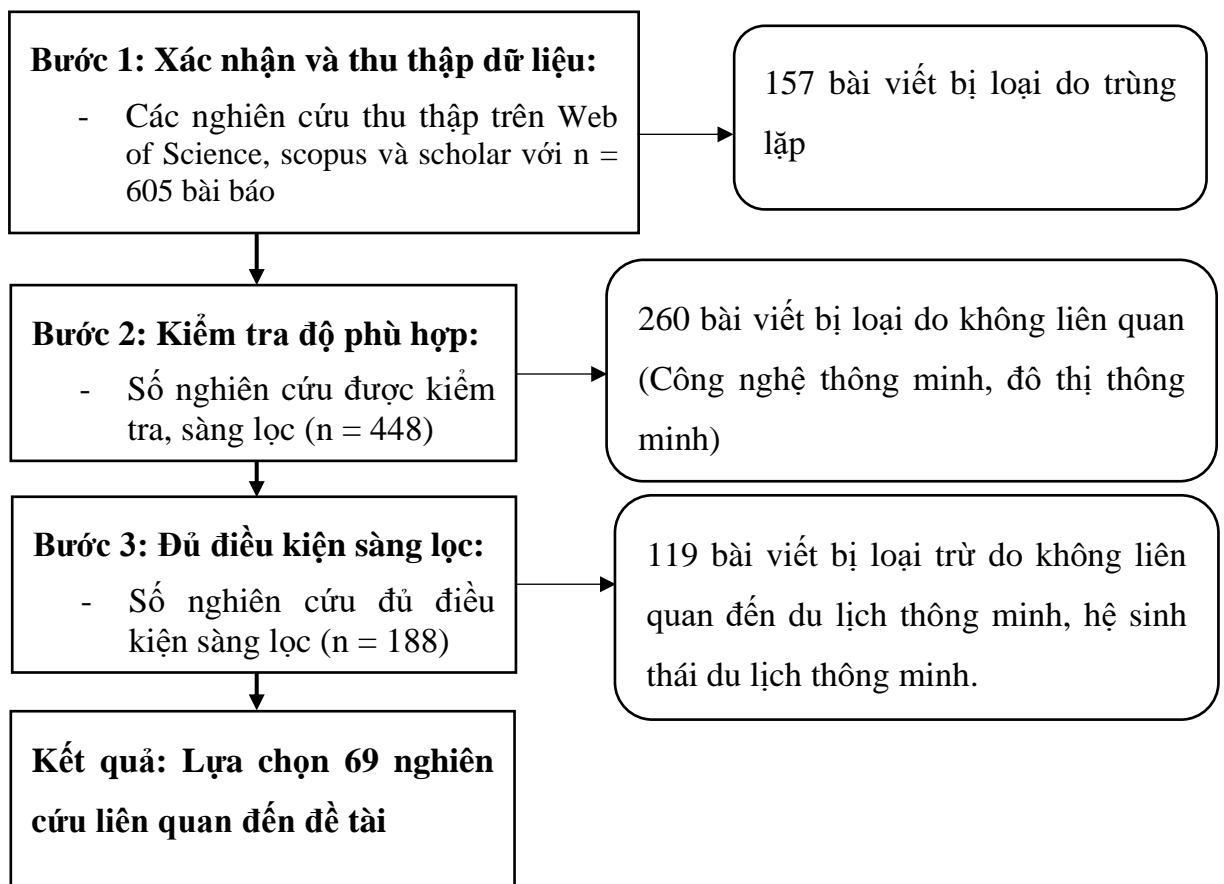 Bước 1: Xác nhận và thu thập dữ liệu:
- Các nghiên cứu thu thập trên Web
of Science, scopus và scholar với n =
605 bài báo
157 bài viết bị loại do trùng
lặp
Bước 2: Kiểm tra độ phù hợp:
- Số nghiên cứu được kiểm
tra, sàng lọc (n = 448)
260 bài viết bị loại do không liên quan
(Công nghệ thông minh, đô thị thông
minh)
Bước 3: Đủ điều kiện sàng lọc:
- Số nghiên cứu đủ điều
kiện sàng lọc (n = 188)
119 bài viết bị loại trừ do không liên
quan đến du lịch thông minh, hệ sinh
thái du lịch thông minh.
Kết quả: Lựa chọn 69 nghiên
cứu liên quan đến đề tài